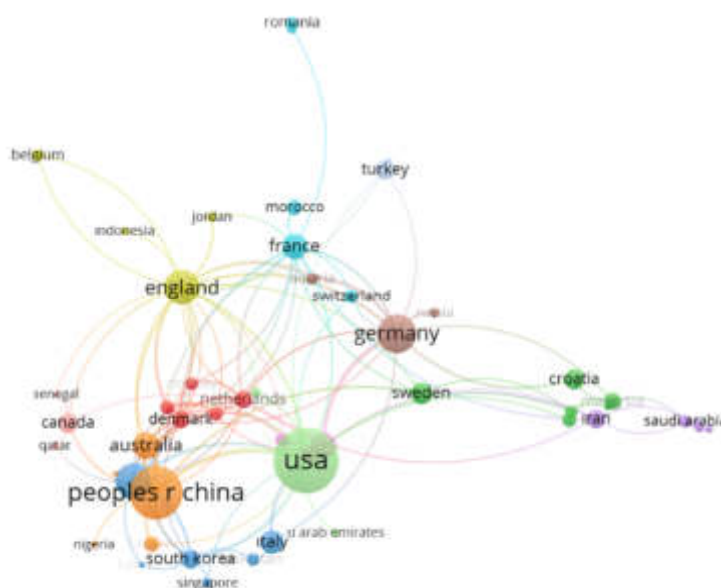 romania
belgium
turkey
morocco
jordan
indonesia
france
england
switzerland
germany
croatia
sweden
netherlands
senegal
denmark
canada
iran
saudi arabia
qatar
australia
usa
peoples r china
d arab emirates
italy
nigeria
south korea
singapore